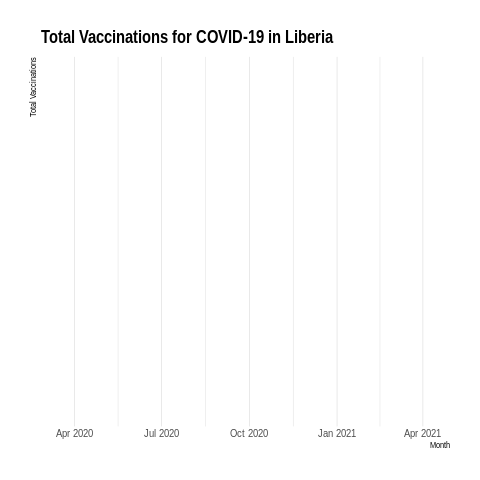 Total Vaccinations for COVID-19 in Liberia
Total Vaccinations
Apr 2020 Jul 2020 Oct 2020 Jan 2021 Apr 2021
Month